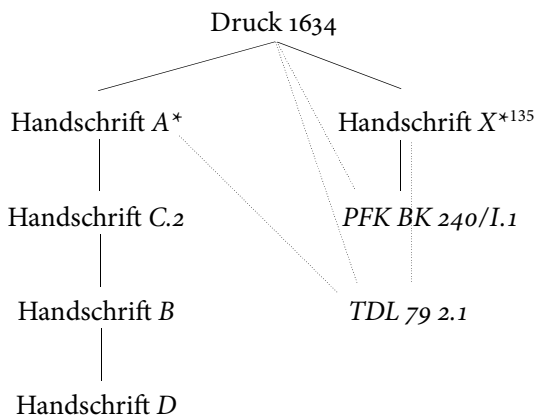 Druck 1634
Handschrift A* Handschrift X*135
Handschrift C.2 PFK BK 240/I.1
Handschrift B TDL 79 2.1
Handschrift D